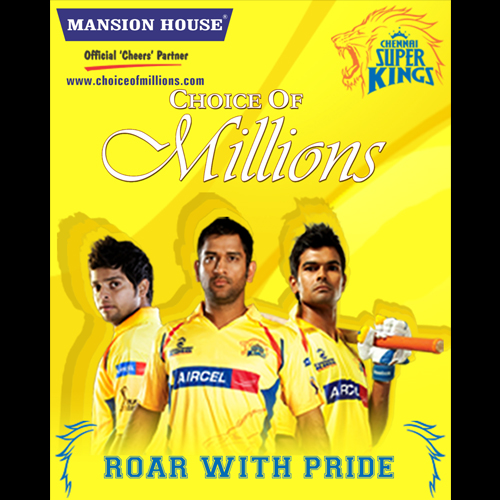 MANSION HOUSE®
Official 'Cheers' Partner
www.choiceofmillions.com
CHENNAI
SUPER
KINGS
CHOICE OF
Millions
AIRCEL
AIRCEL
ROAR WITH PRIDE